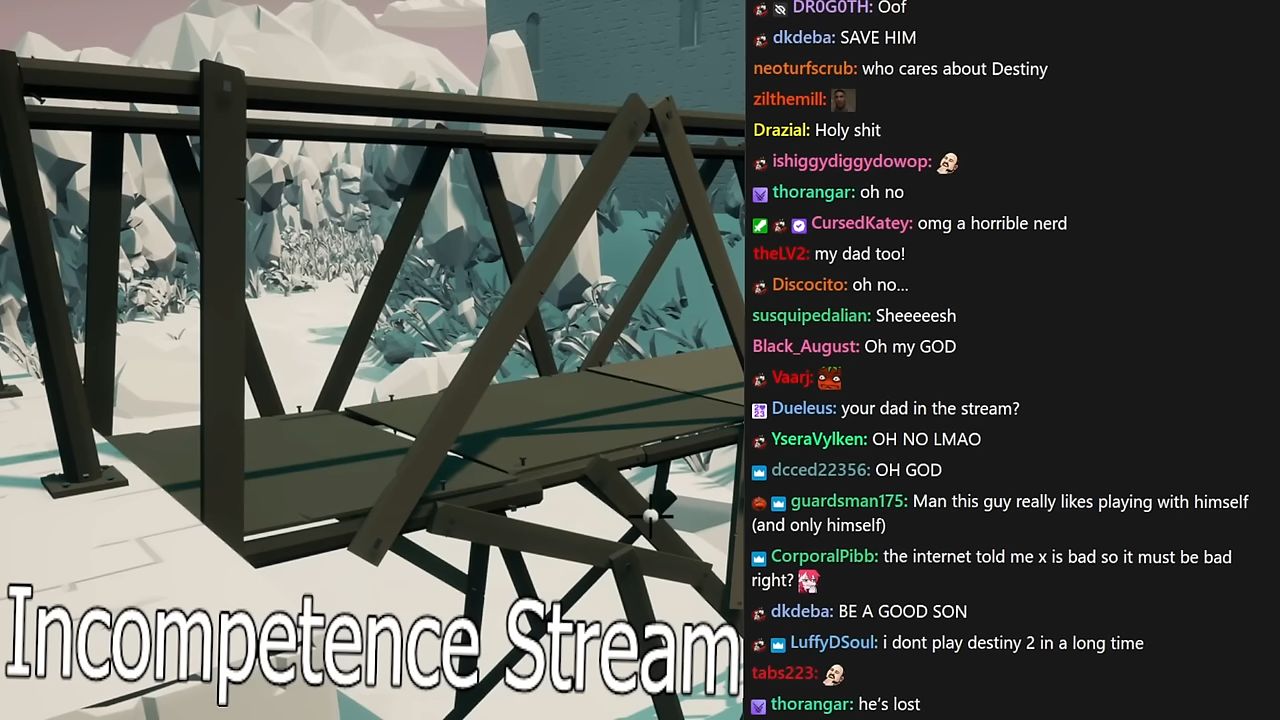 DR0G0TH: Oof
dkdeba: SAVE HIM
neoturfscrub: who cares about Destiny
zilthemill:
Drazial: Holy shit
ishiggydiggydowop:
thorangar: oh no
CursedKatey: omg a horrible nerd
theLV2: my dad too!
Discocito: oh no...
susquipedalian: Sheeeeesh
Black_August: Oh my GOD
Vaarj:
Dueleus: your dad in the stream?
YseraVylken: OH NO LMAO
dcced22356: OH GOD
guardsman175: Man this guy really likes playing with himself
(and only himself)
CorporalPibb: the internet told me x is bad so it must be bad
right?
dkdeba: BE A GOOD SON
LuffyDSoul: i dont play destiny 2 in a long time
tabs223:
thorangar: he's lost
Incompetence Stream